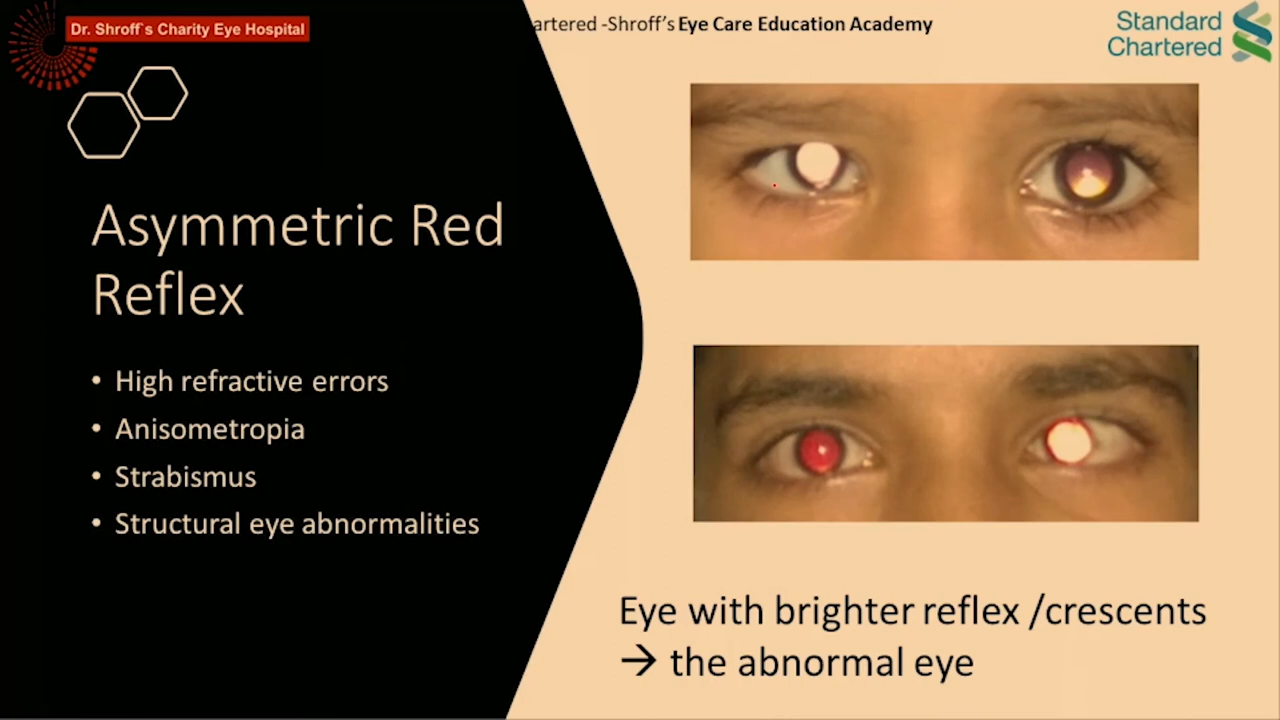 Dr. Shroff`s Charity Eye Hospital
-Shroff’s Eye Care Education Academy
Standard
Chartered
Asymmetric Red
Reflex
• High refractive errors
• Anisometropia
• Strabismus
• Structural eye abnormalities
Eye with brighter reflex /crescents
→ the abnormal eye